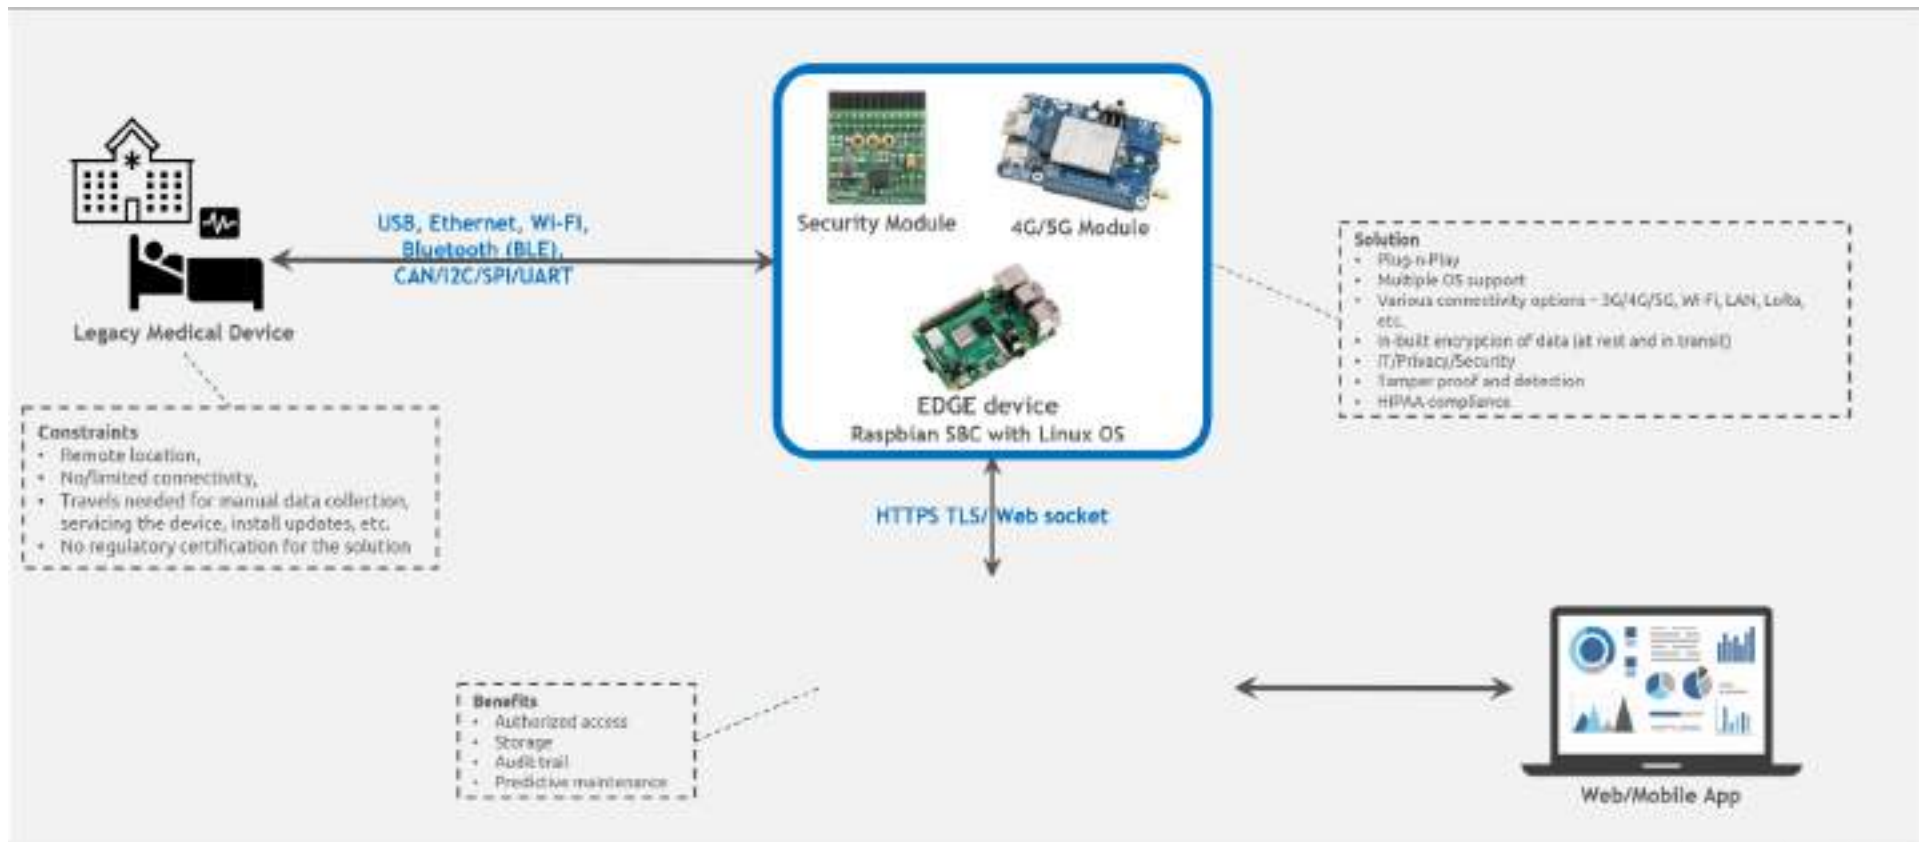 Security Module
4G/5G Module
EDGE device
Raspbian SBC with Linux OS
USB, Ethernet, Wi-Fi,
Bluetooth (BLE),
CAN/I2C/SPI/UART
Legacy Medical Device
Constraints
• Remote location,
• No/limited connectivity,
• Travels needed for manual data collection,
servicing the device, install updates, etc.
• No regulatory certification for the solution
Solution
• Plug-n-Play
• Multiple OS support
• Various connectivity options – 3G/4G/5G, Wi-Fi, LAN, LoRa,
etc.
• In-built encryption of data (at rest and in transit)
• IT/Privacy/Security
• Tamper proof and detection
• HIPAA compliance
HTTPS TLS/ Web socket
Benefits
• Authorized access
• Storage
• Audit trail
• Predictive maintenance
Web/Mobile App